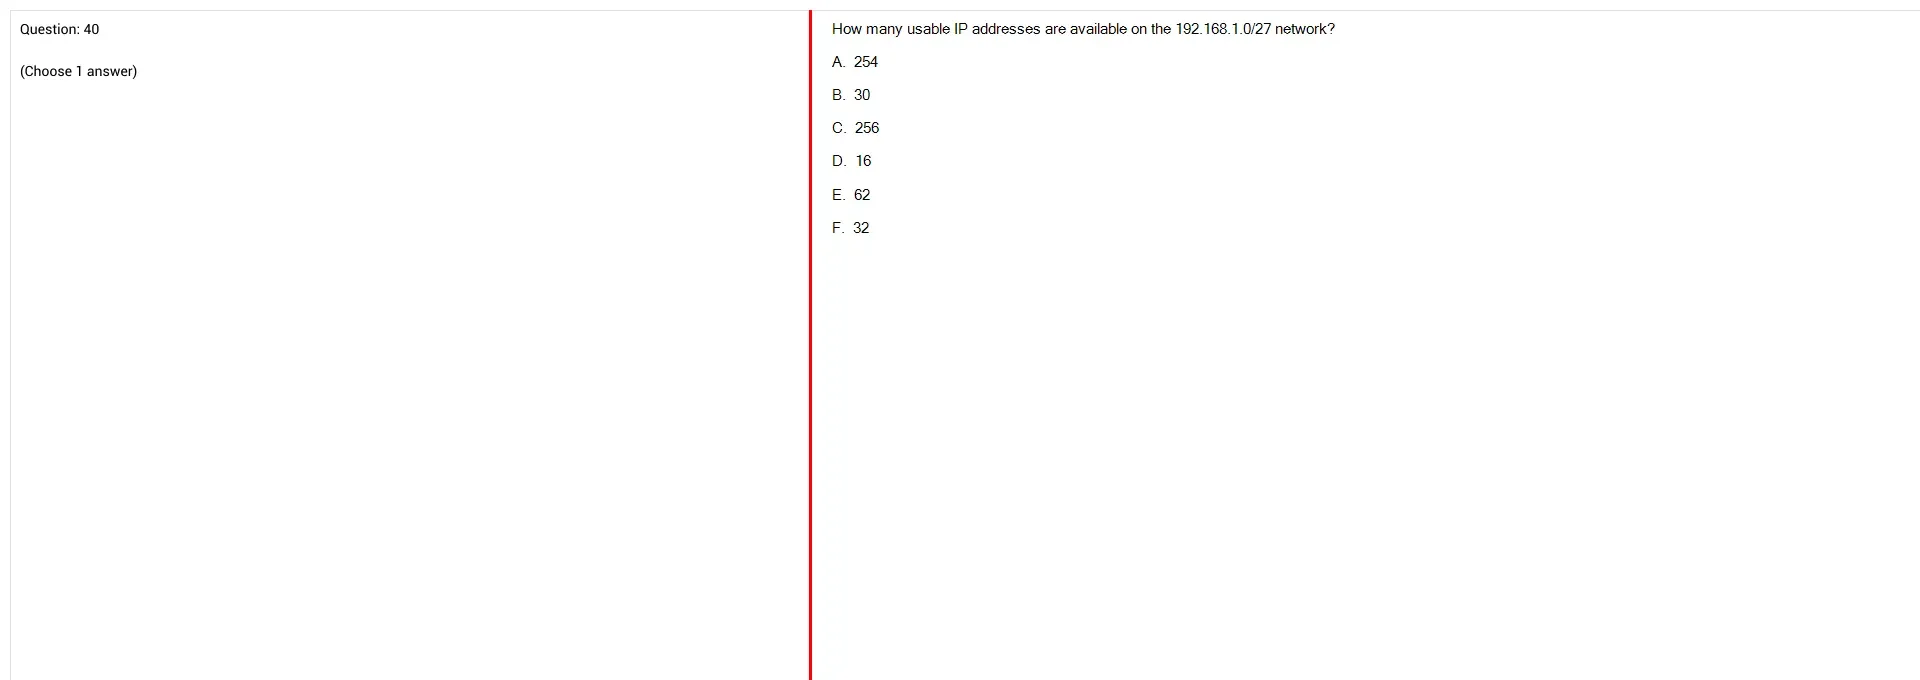 Question: 40
(Choose 1 answer)
How many usable IP addresses are available on the 192.168.1.0/27 network?
A. 254
B. 30
C. 256
D. 16
E. 62
F. 32